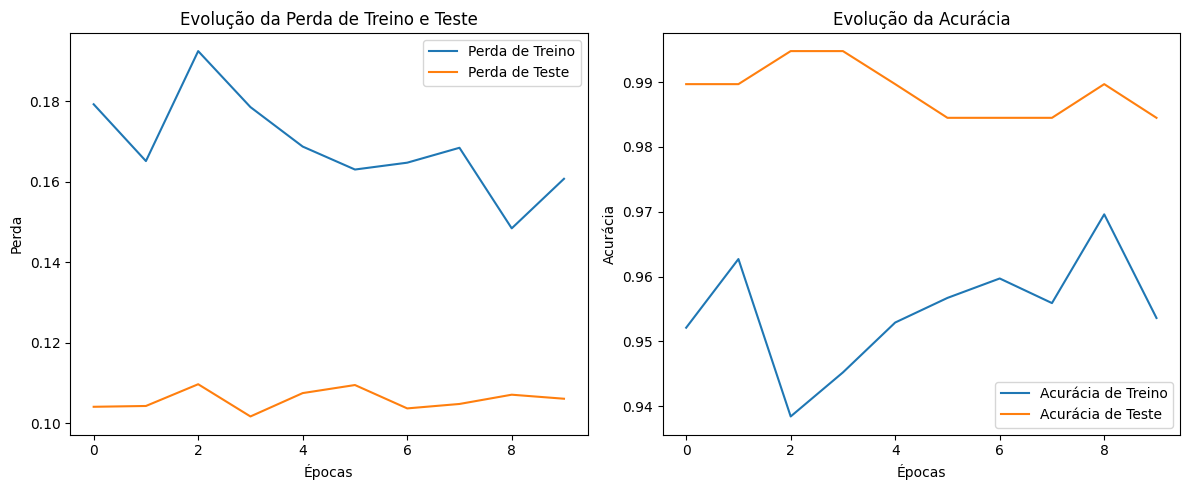 Evolução da Perda de Treino e Teste
Perda de Treino
Perda de Teste
0.18
0.16
0.14
0.12
0.10
Perda
0
2
4
6
8
Épocas
Evolução da Acurácia
0.99
0.98
0.97
0.96
0.95
0.94
Acurácia
Acurácia de Treino
Acurácia de Teste
0
2
4
6
8
Épocas